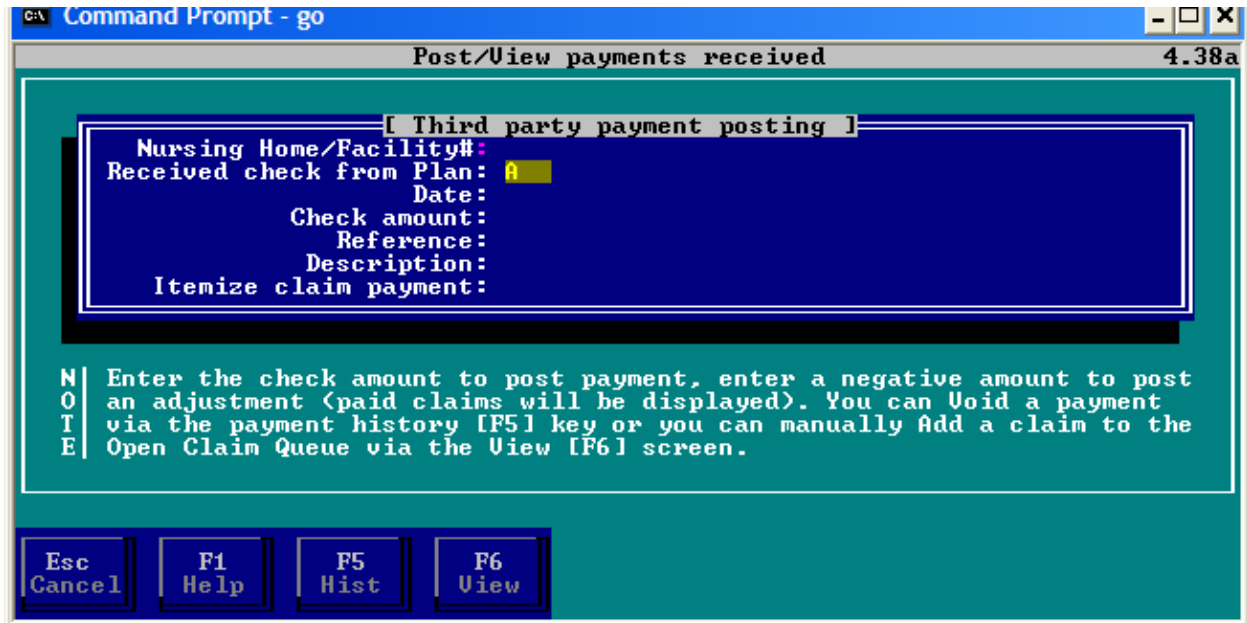 Command Prompt - go
Post/View payments received 4.38a
[ Third party payment posting ]
Nursing Home/Facility#:
Received check from Plan: A
Date:
Check amount:
Reference:
Description:
Itemize claim payment:
N| Enter the check amount to post payment, enter a negative amount to post
O| an adjustment (paid claims will be displayed). You can Void a payment
T| via the payment history [F5] key or you can manually Add a claim to the
E| Open Claim Queue via the View [F6] screen.
Esc F1 F5 F6
Cancel Help Hist View